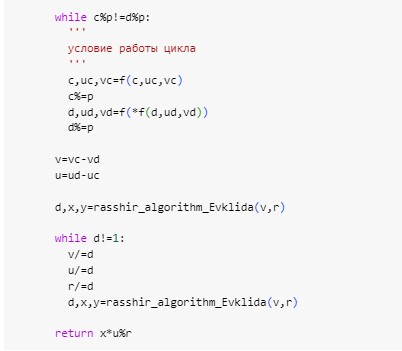 while c%p!=d%p:
'''
условие работы цикла
'''
c,uc,vc=f(c,uc,vc)
c%=p
d,ud,vd=f(*f(d,ud,vd))
d%=p
v=vc-vd
u=ud-uc
d,x,y=rasshir_algorithm_Evklida(v,r)
while d!=1:
v/=d
u/=d
r/=d
d,x,y=rasshir_algorithm_Evklida(v,r)
return x*u%r